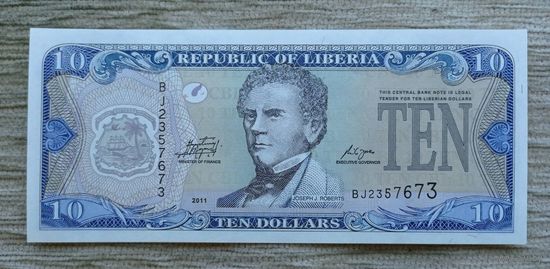 10 REPUBLIC OF LIBERIA 10
BJ2357673
THIS CENTRAL BANK NOTE IS LEGAL
TENDER FOR TEN LIBERIAN DOLLARS
TEN
MINISTER OF FINANCE
EXECUTIVE GOVERNOR
BJ2357673
2011
JOSEPH J. ROBERTS
10 TEN DOLLARS 10